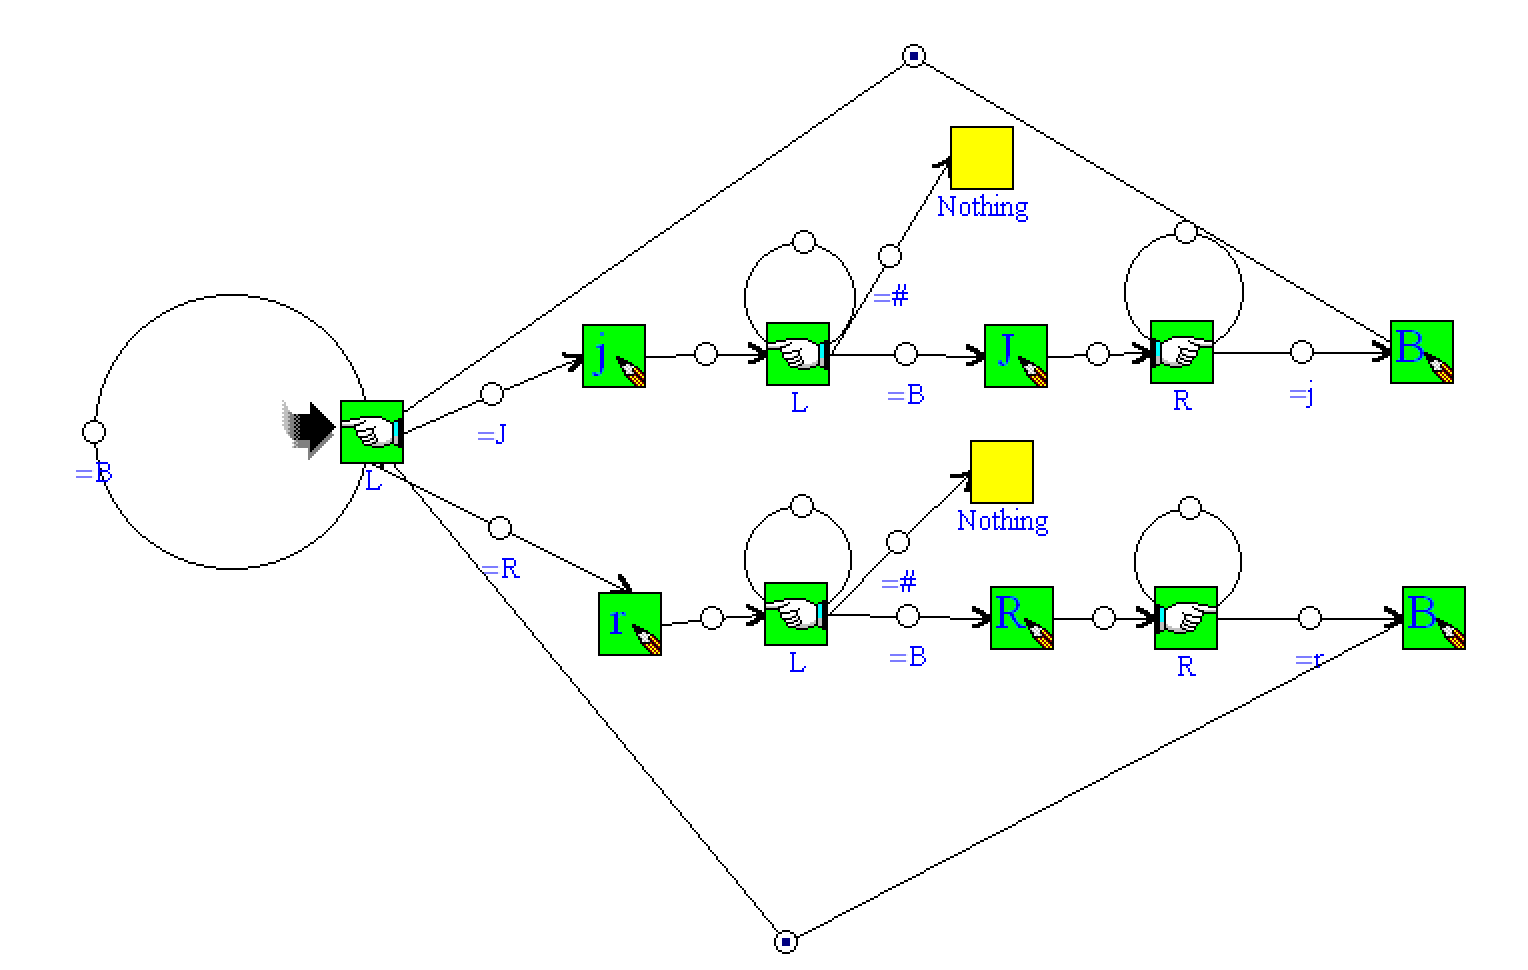 Nothing
=#
j
J
B
L
=B
R
=j
=J
=B
L
Nothing
=R
=#
r
R
B
L
=B
R
=r